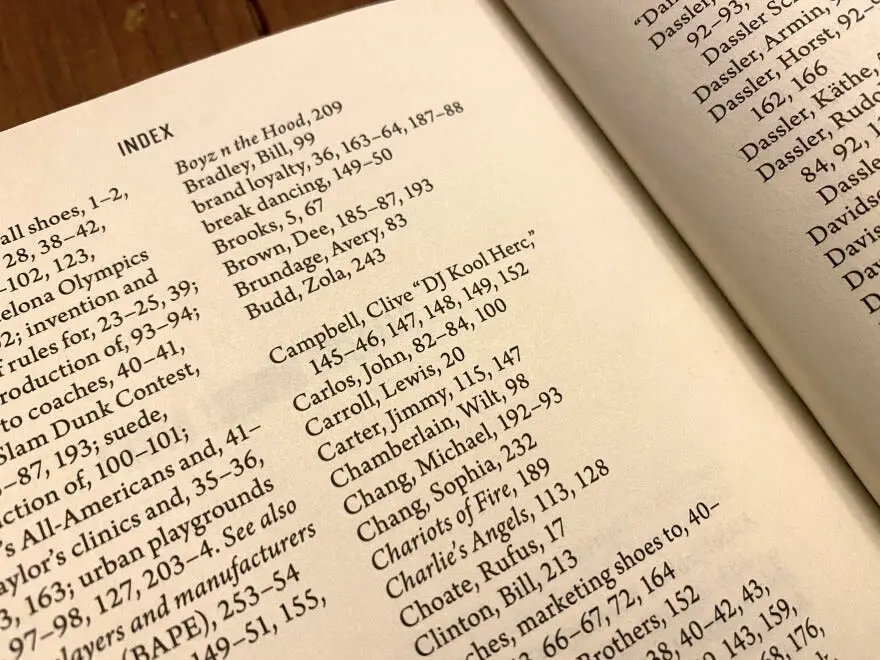 INDEX
all shoes, 1–2,
28, 38–42,
–102, 123,
elona Olympics
2; invention and
f rules for, 23–25, 39;
roduction of, 93–94;
to coaches, 40–41,
Slam Dunk Contest,
–87, 193; suede,
ction of, 100–101;
's All-Americans and, 41–
aylor's clinics and, 35–36,
3, 163; urban playgrounds
97–98, 127, 203–4. See also
layers and manufacturers
(BAPE), 253–54
149–51, 155,
Boyz n the Hood, 209
Bradley, Bill, 99
brand loyalty, 36, 163–64, 187–88
break dancing, 149–50
Brooks, 5, 67
Brown, Dee, 185–87, 193
Brundage, Avery, 83
Budd, Zola, 243
Campbell, Clive “DJ Kool Herc,”
145–46, 147, 148, 149, 152
Carlos, John, 82–84, 100
Carroll, Lewis, 20
Carter, Jimmy, 115, 147
Chamberlain, Wilt, 98
Chang, Michael, 192–93
Chang, Sophia, 232
Chariots of Fire, 189
Charlie's Angels, 113, 128
Choate, Rufus, 17
Clinton, Bill, 213
ches, marketing shoes to, 40–
66–67, 72, 164
Brothers, 152
38, 40–42, 43,
143, 159,
176,
Dassler,
92–93,
Dassler
Dassler, Armin,
Dassler, Horst, 92–
162, 166
Dassler, Käthe,
Dassler, Rudo
84, 92,
Dassle
Davids
Davis